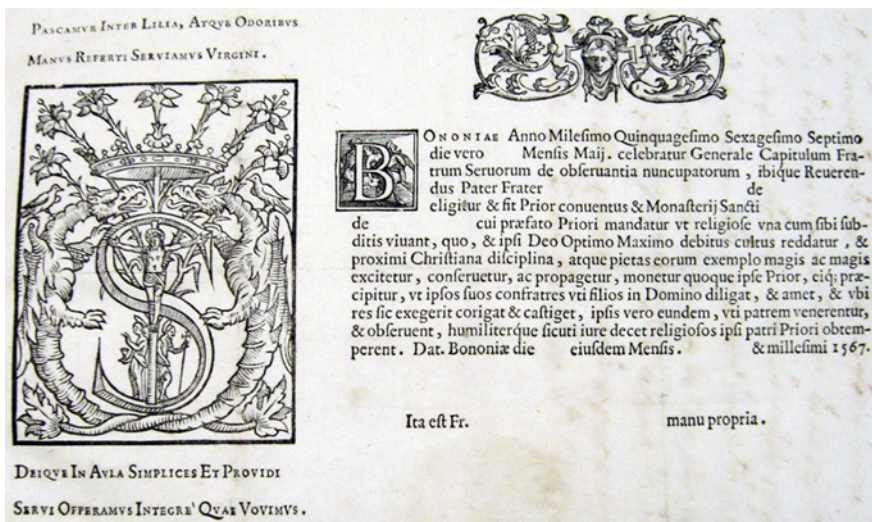 PASCAMVR INTER LILIA, ATQVE ODORIBVS
MANVS REFERTI SERVIAMVS VIRGINI.
DEIQVE IN AVLA SIMPLICES ET PROVIDI
SERVI OFFERAMVS INTEGRE' QVAE VOVIMVS.
BONONIAE Anno Milesimo Quinquagesimo Sexagesimo Septimo
die vero Mensis Maij. celebratur Generale Capitulum Fra-
trum Seruorum de obseruantia nuncupatorum, ibique Reueren-
dus Pater Frater de
eligitur & fit Prior conuentus & Monasterij Sancti
de cui præfato Priori mandatur vt religiose vna cum sibi sub-
ditis viuant, quo, & ipsi Deo Optimo Maximo debitus cultus reddatur, &
proximi Christiana disciplina, atque pietas eorum exemplo magis ac magis
excitetur, conseruetur, ac propagetur, monetur quoque ipse Prior, eiq; præ-
cipitur, vt ipsos suos confratres vti filios in Domino diligat, & amet, & vbi
res sic exegerit corigat & castiget, ipsis vero eundem, vti patrem venerentur,
& obseruent, humiliterque sicuti iure decet religiosos ipsi patri Priori obtem-
perent. Dat. Bononiæ die eiusdem Mensis. & millesimi 1567.
Ita est Fr. manu propria.